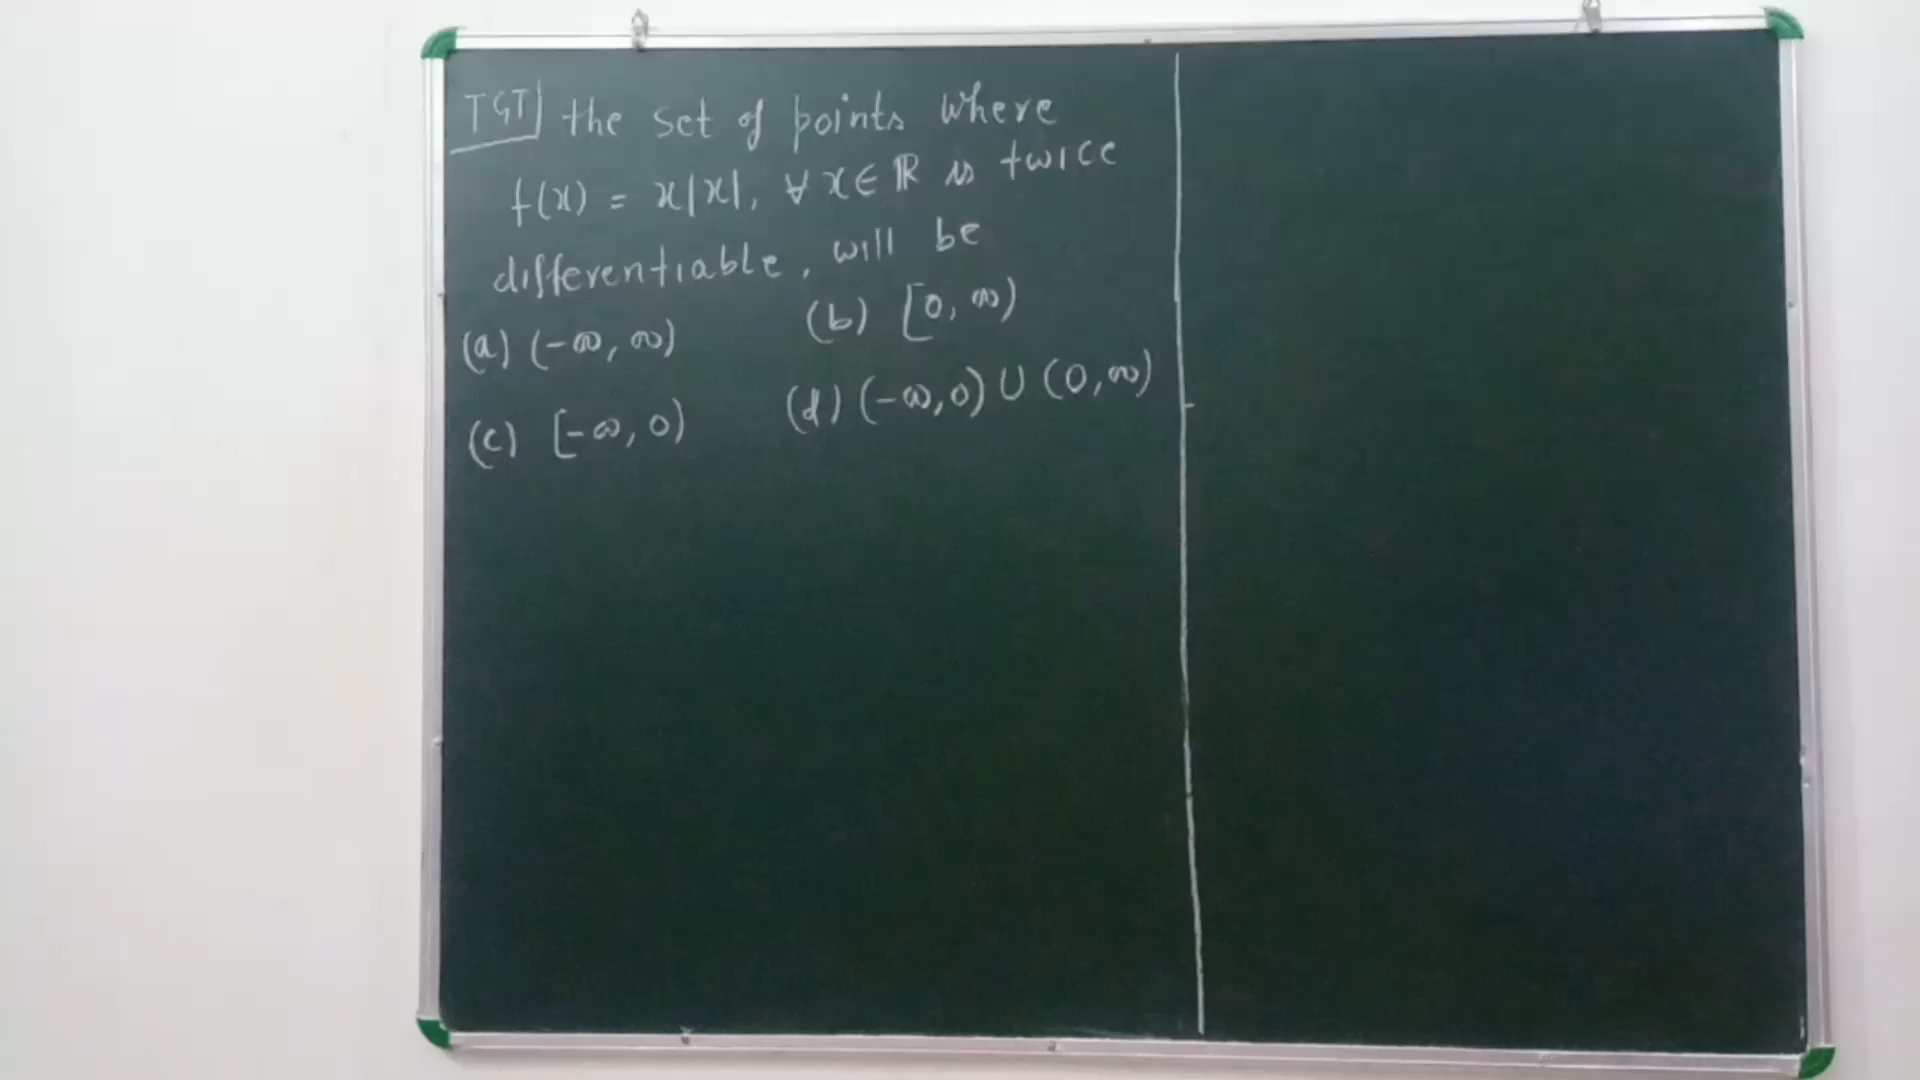 TGT the set of points where
f(x) = x|x|, ∀ x ∈ ℝ is twice
differentiable, will be
(a) (-∞, ∞) (b) [0, ∞)
(c) [-∞, 0) (d) (-∞, 0) ∪ (0, ∞)